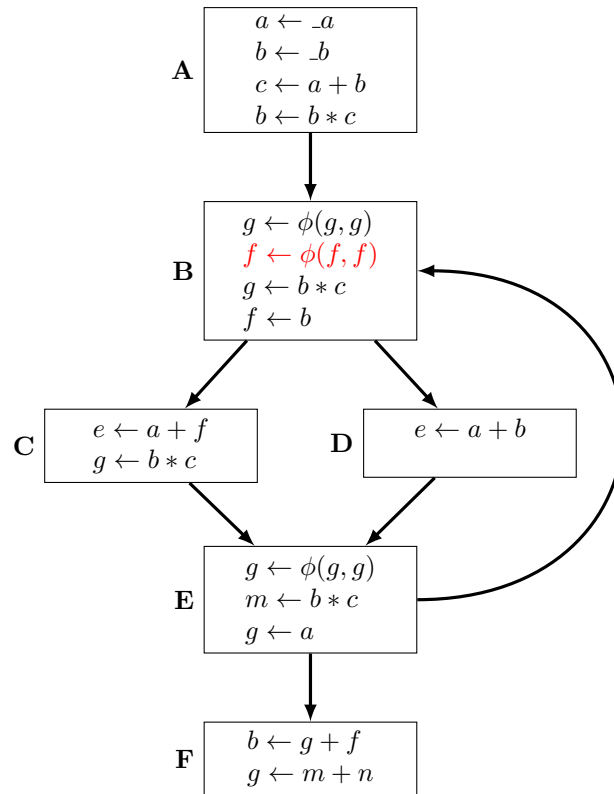 A
a ← _a
b ← _b
c ← a + b
b ← b ∗ c
B
g ← ϕ(g, g)
f ← ϕ(f, f)
g ← b ∗ c
f ← b
C
e ← a + f
g ← b ∗ c
D
e ← a + b
E
g ← ϕ(g, g)
m ← b ∗ c
g ← a
F
b ← g + f
g ← m + n